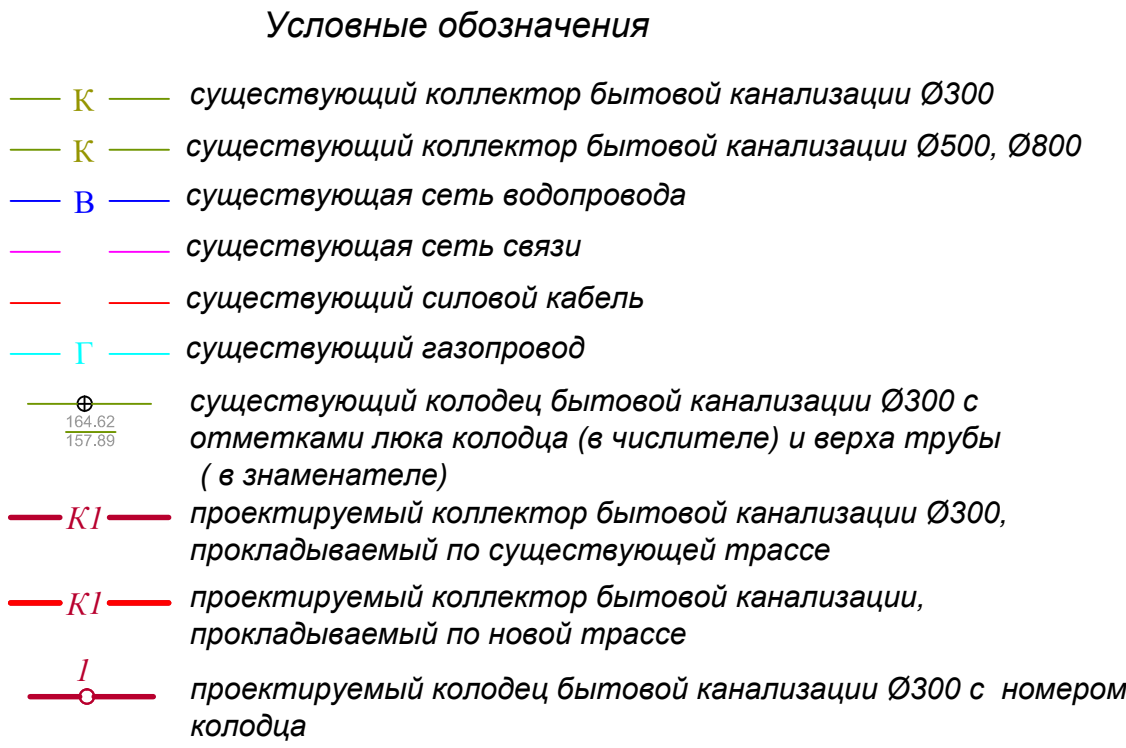 Условные обозначения
К существующий коллектор бытовой канализации Ø300
К существующий коллектор бытовой канализации Ø500, Ø800
В существующая сеть водопровода
существующая сеть связи
существующий силовой кабель
Г существующий газопровод
существующий колодец бытовой канализации Ø300 с
164.62
157.89
отметками люка колодца (в числителе) и верха трубы
( в знаменателе)
К1 проектируемый коллектор бытовой канализации Ø300,
прокладываемый по существующей трассе
К1 проектируемый коллектор бытовой канализации,
прокладываемый по новой трассе
1
проектируемый колодец бытовой канализации Ø300 с номером
колодца